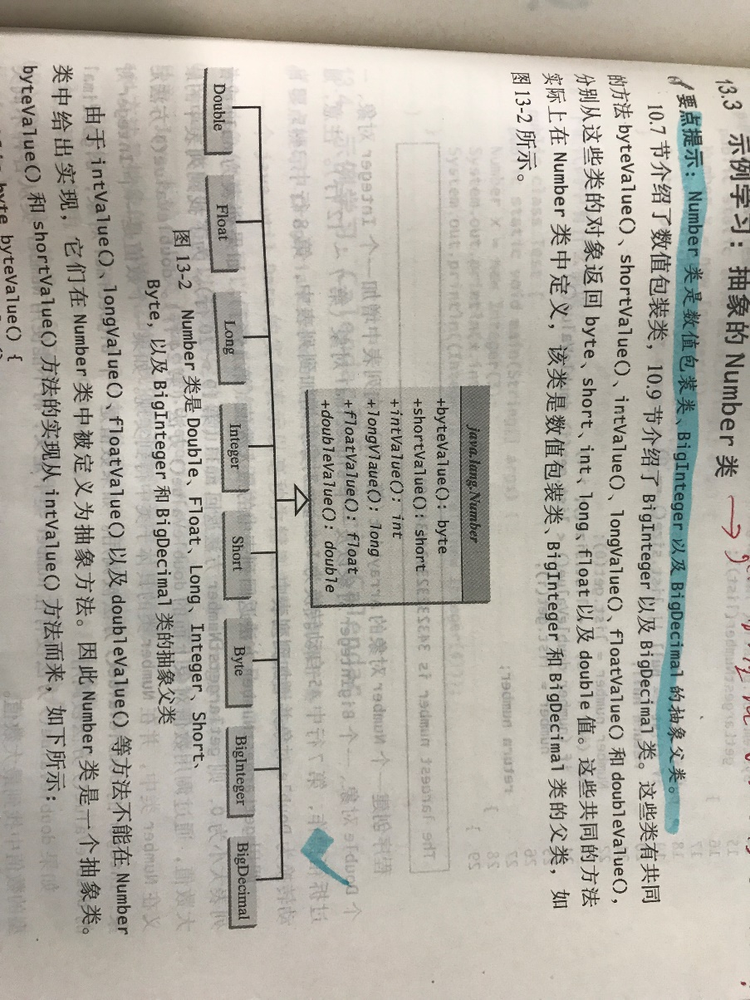 13.3 示例学习：抽象的 Number 类
要点提示：Number 类是数值包装类、BigInteger 以及 BigDecimal 的抽象父类。
10.7 节介绍了数值包装类，10.9 节介绍了 BigInteger 以及 BigDecimal 类。这些类有共同
的方法 byteValue()、shortValue()、intValue()、longValue()、floatValue() 和 doubleValue()，
分别从这些类的对象返回 byte、short、int、long、float 以及 double 值。这些共同的方法
实际上在 Number 类中定义，该类是数值包装类、BigInteger 和 BigDecimal 类的父类，如
图 13-2 所示。
java.lang.Number
+byteValue(): byte
+shortValue(): short
+intValue(): int
+longVlaue(): long
+floatValue(): float
+doubleValue(): double
Double Float Long Integer Short Byte BigInteger BigDecimal
图 13-2 Number 类是 Double、Float、Long、Integer、Short、
Byte，以及 BigInteger 和 BigDecimal 类的抽象父类
由于 intValue()、longValue()、floatValue() 以及 doubleValue() 等方法不能在 Number
类中给出实现，它们在 Number 类中被定义为抽象方法。因此 Number 类是一个抽象类。
byteValue() 和 shortValue() 方法的实现从 intValue() 方法而来，如下所示：
byte byteValue() {